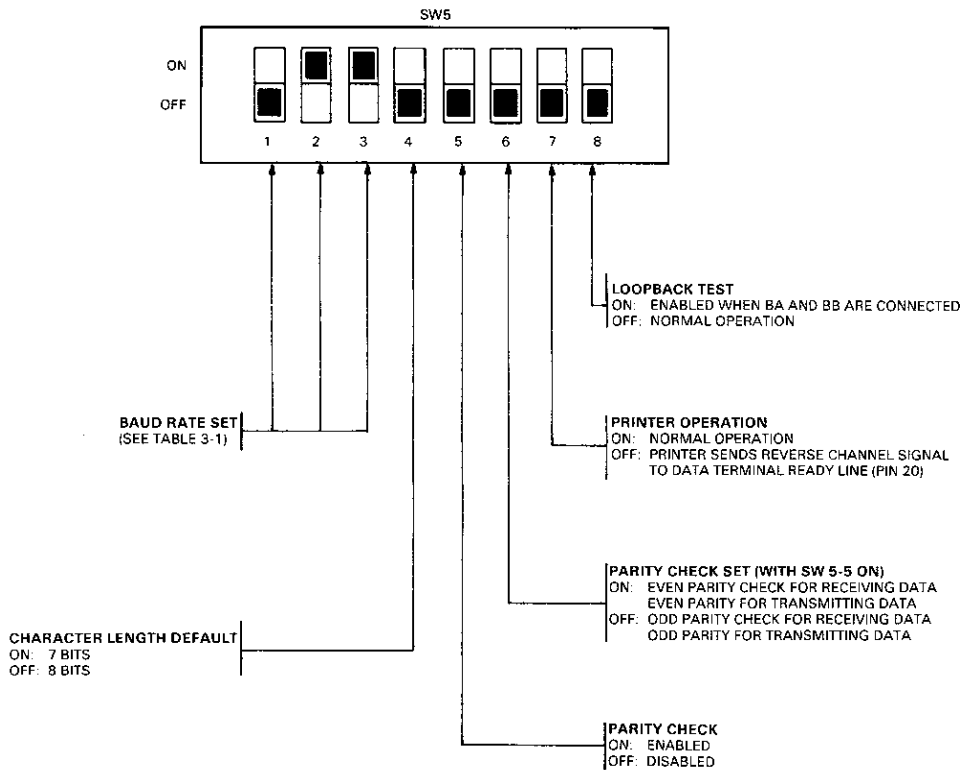 SW5
ON
OFF
1 2 3 4 5 6 7 8
LOOPBACK TEST
ON: ENABLED WHEN BA AND BB ARE CONNECTED
OFF: NORMAL OPERATION
BAUD RATE SET
(SEE TABLE 3-1)
PRINTER OPERATION
ON: NORMAL OPERATION
OFF: PRINTER SENDS REVERSE CHANNEL SIGNAL
TO DATA TERMINAL READY LINE (PIN 20)
PARITY CHECK SET (WITH SW 5-5 ON)
ON: EVEN PARITY CHECK FOR RECEIVING DATA
EVEN PARITY FOR TRANSMITTING DATA
OFF: ODD PARITY CHECK FOR RECEIVING DATA
ODD PARITY FOR TRANSMITTING DATA
CHARACTER LENGTH DEFAULT
ON: 7 BITS
OFF: 8 BITS
PARITY CHECK
ON: ENABLED
OFF: DISABLED